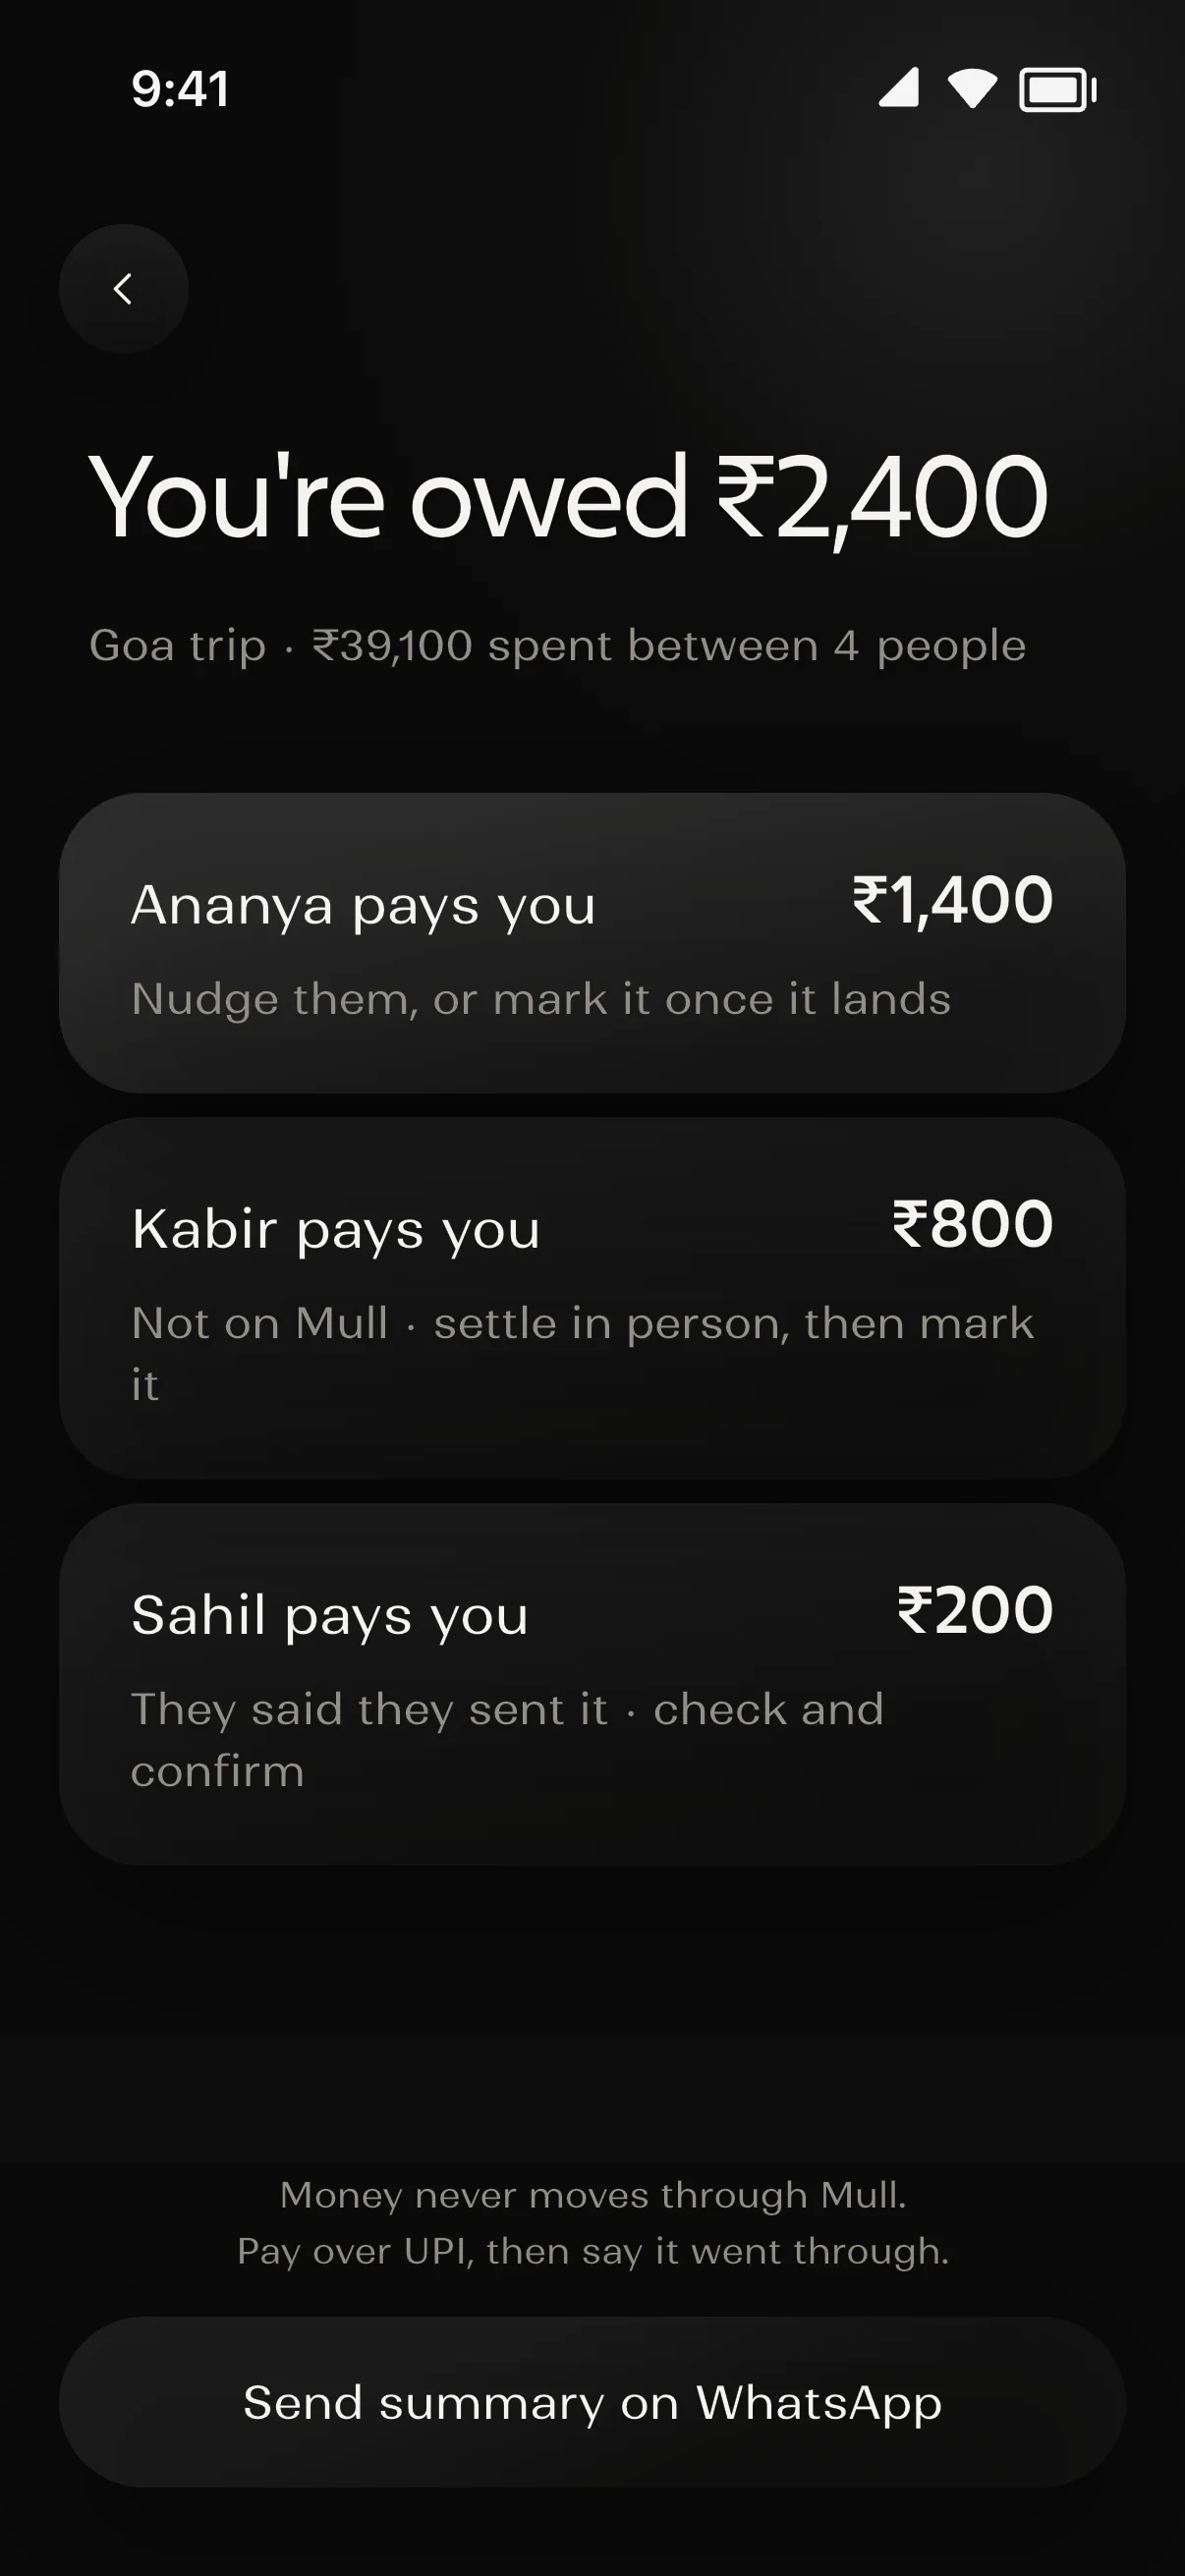 9:41
You're owed ₹2,400
Goa trip · ₹39,100 spent between 4 people
Ananya pays you ₹1,400
Nudge them, or mark it once it lands
Kabir pays you ₹800
Not on Mull · settle in person, then mark
it
Sahil pays you ₹200
They said they sent it · check and
confirm
Money never moves through Mull.
Pay over UPI, then say it went through.
Send summary on WhatsApp